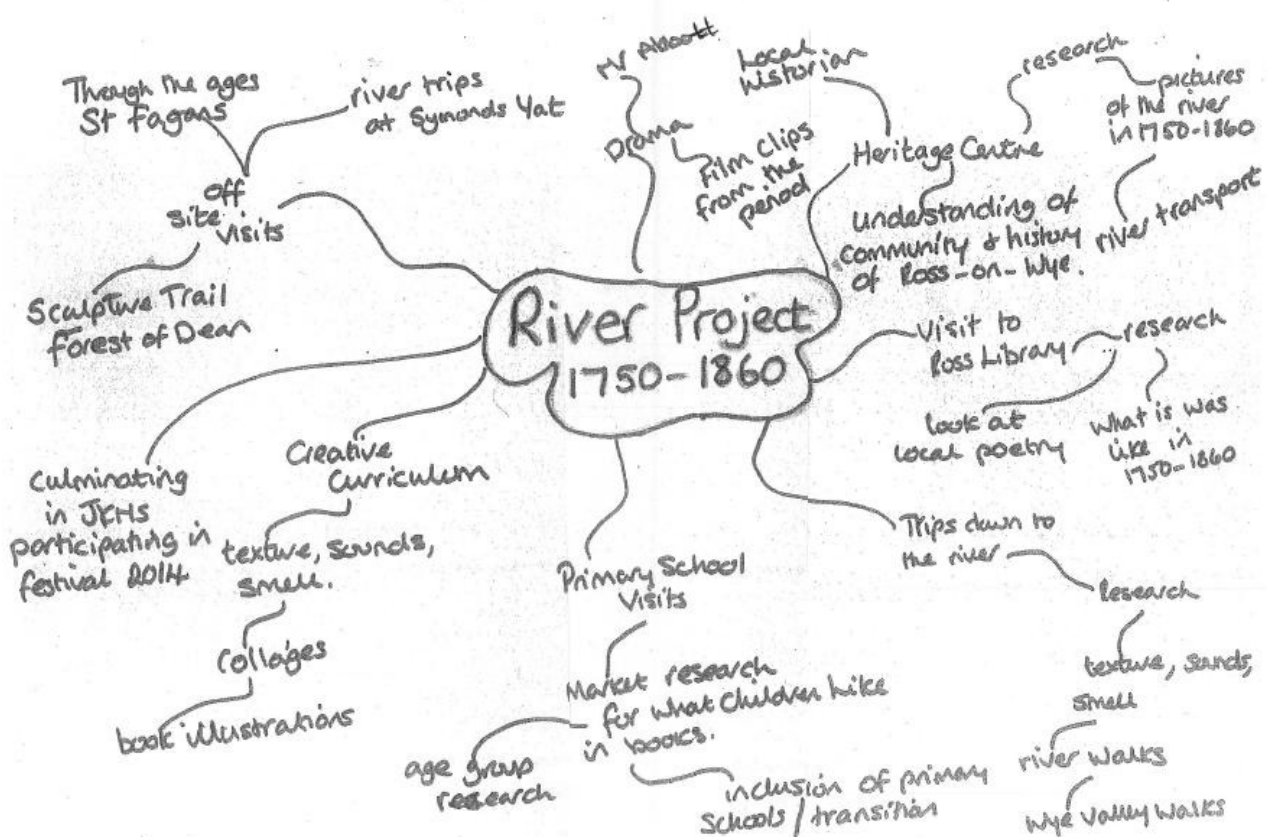 River Project
1750-1860
off
site
visits
Through the ages
St Fagans
river trips
at Symonds Yat
Sculpture Trail
Forest of Dean
Drama
Mr Abbott
Film Clips
from the
period
Heritage Centre
Local
historian
research
pictures
of the river
in 1750-1860
river transport
understanding of
community & history
of Ross-on-Wye.
Visit to
Ross Library
research
look at
local poetry
What is was
like in
1750-1860
Trips down to
the river
Research
texture, sounds,
smell
river walks
Wye Valley Walks
Primary School
Visits
Market research
for what children like
in books.
age group
research
inclusion of primary
schools / transition
Creative
Curriculum
texture, sounds,
smell.
Collages
book illustrations
Culminating
in JKHS
participating in
festival 2014